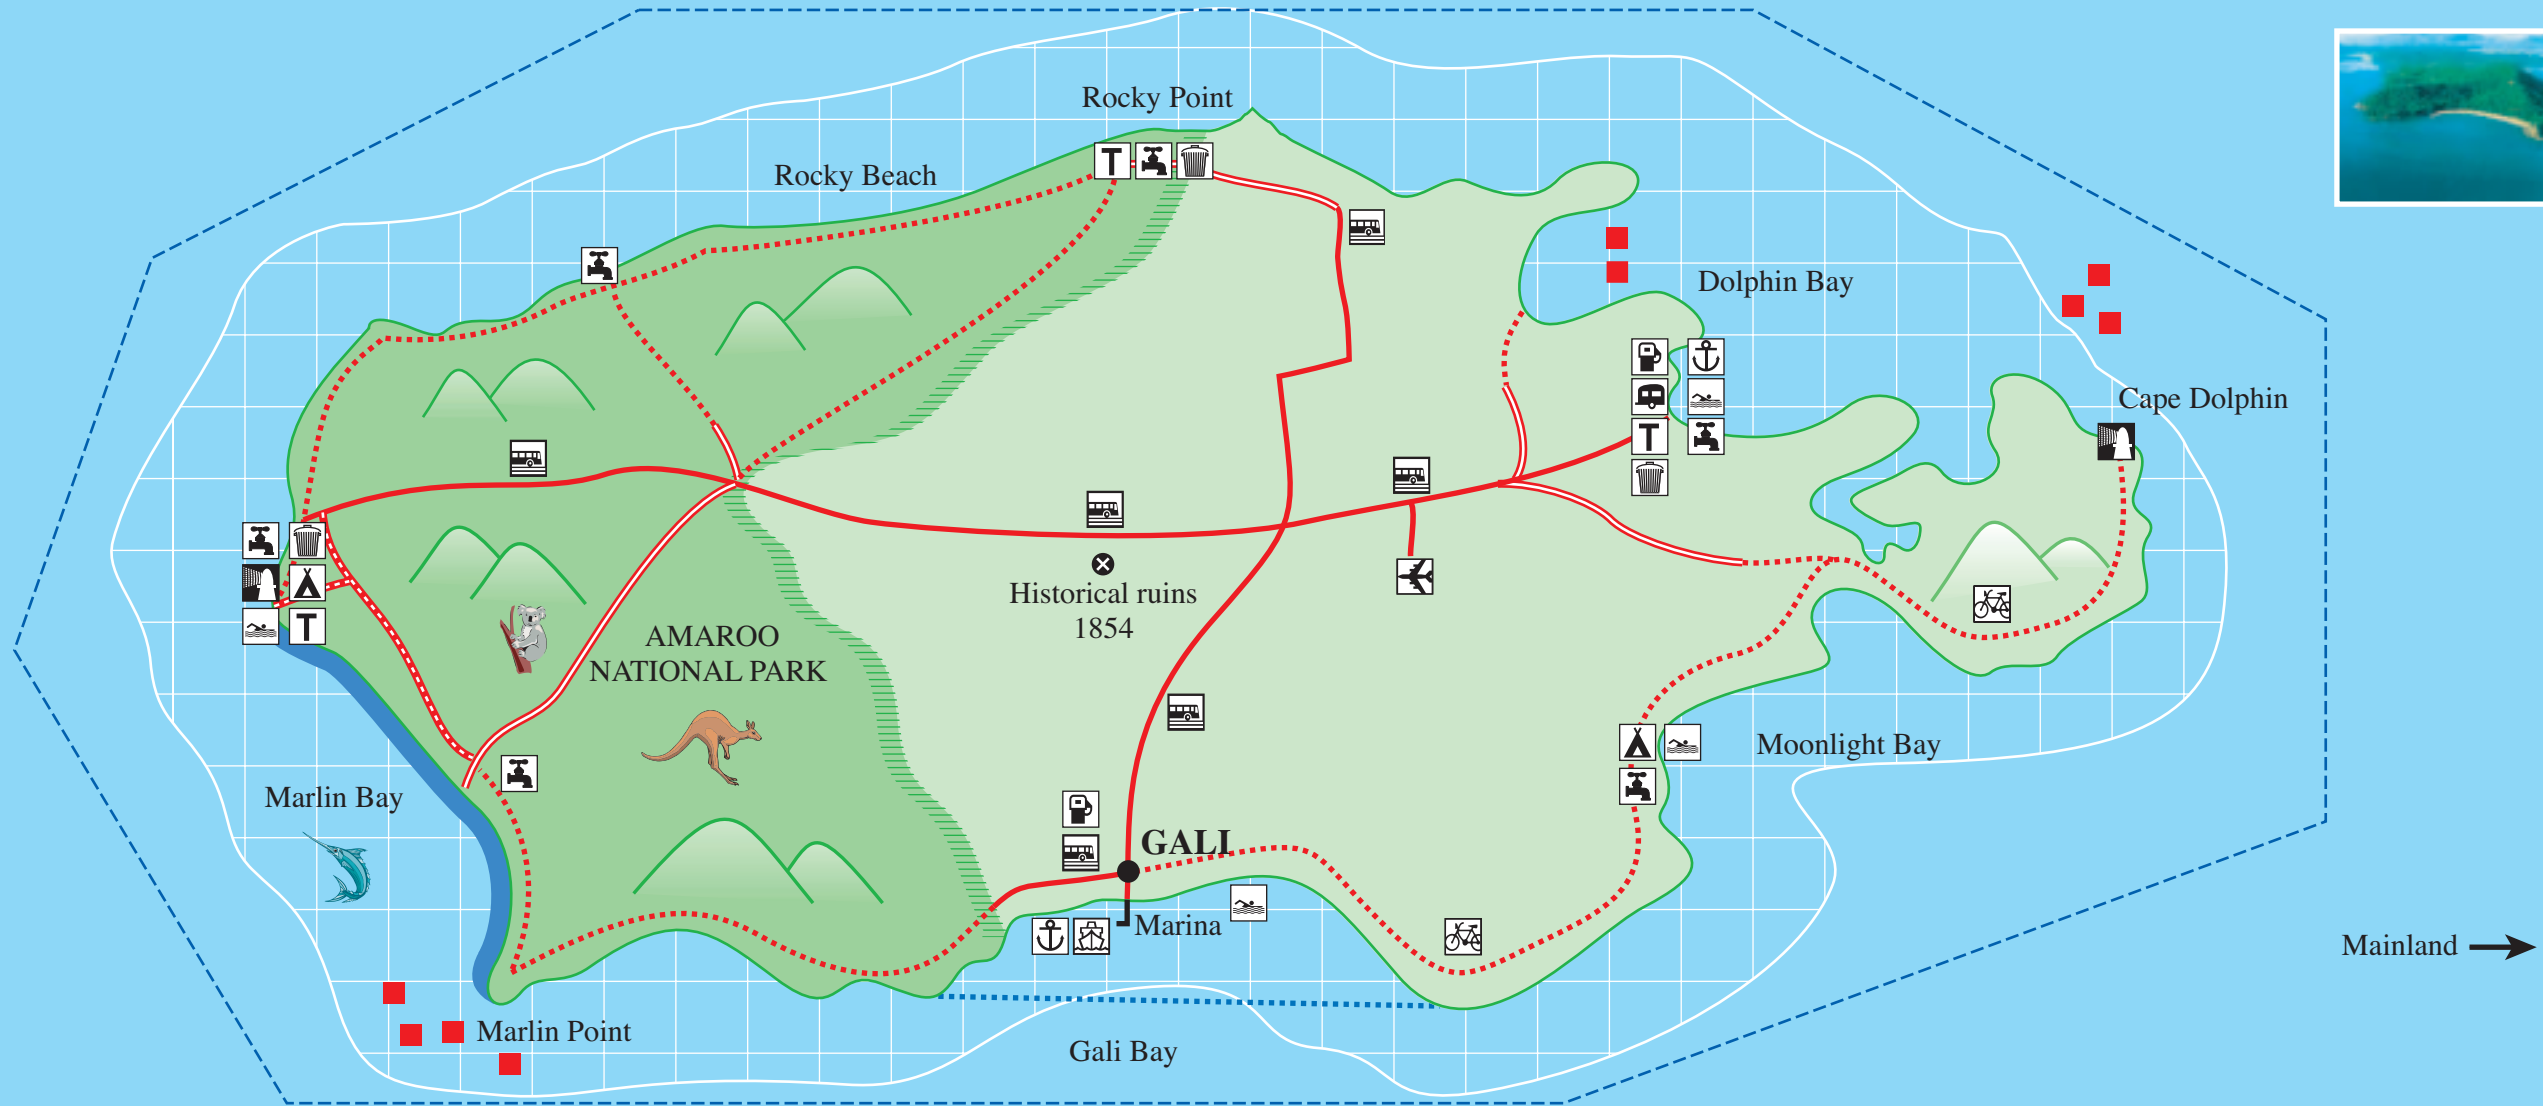 Rocky Point
Rocky Beach
T
Dolphin Bay
Cape Dolphin
T
Historical ruins
1854
T
AMAROO
NATIONAL PARK
Moonlight Bay
Marlin Bay
GALI
Marina
Mainland
Marlin Point
Gali Bay